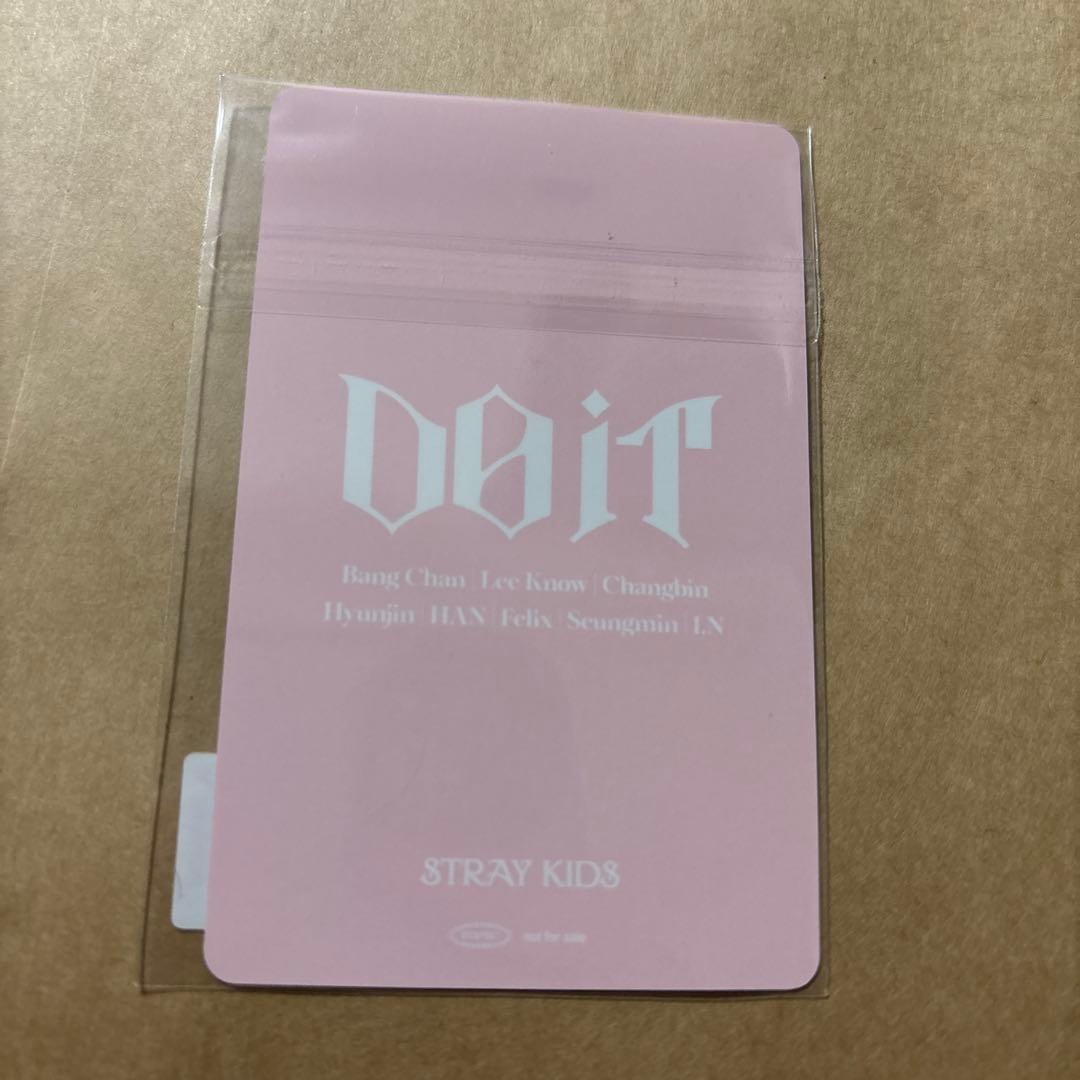 DO iT
Bang Chan | Lee Know | Changbin
Hyunjin | HAN | Felix | Seungmin | I.N
STRAY KIDS
not for sale